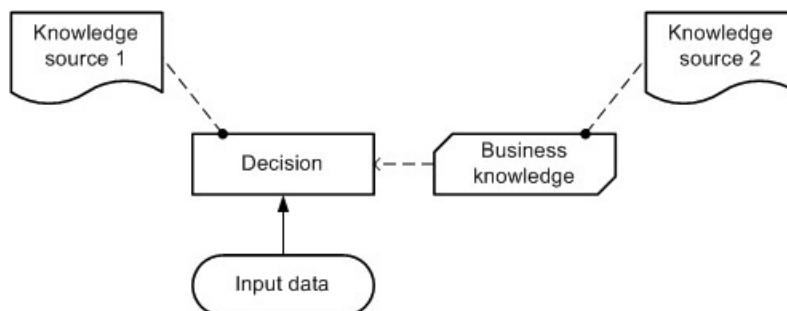 Knowledge
source 1
Knowledge
source 2
Decision
Business
knowledge
Input data